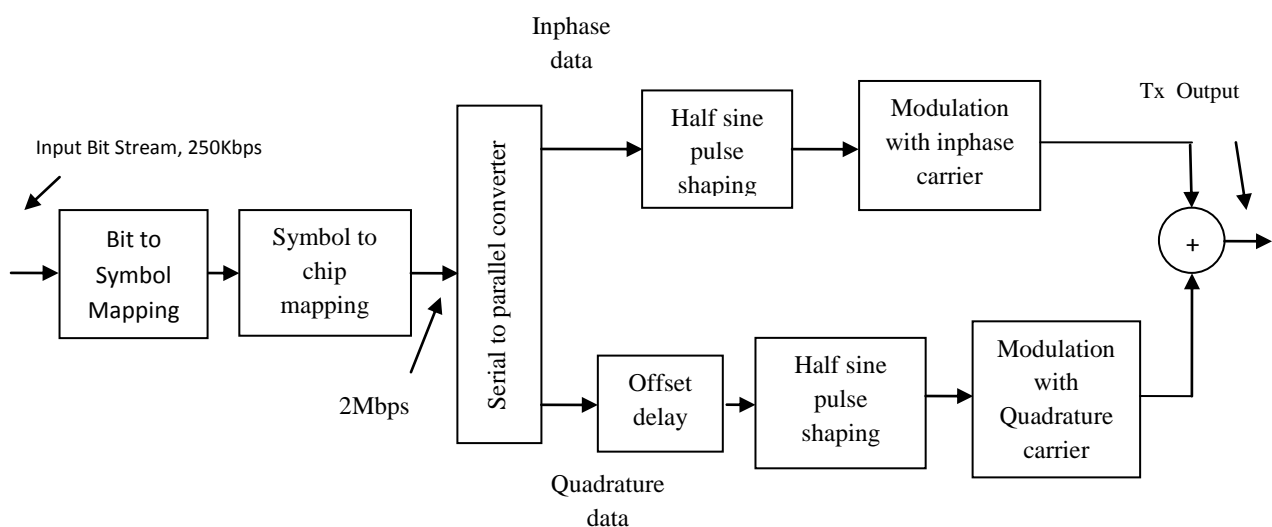 Inphase
data
Tx Output
Input Bit Stream, 250Kbps
Bit to
Symbol
Mapping
Symbol to
chip
mapping
2Mbps
Serial to parallel converter
Half sine
pulse
shaping
Modulation
with inphase
carrier
+
Offset
delay
Half sine
pulse
shaping
Modulation
with
Quadrature
carrier
Quadrature
data